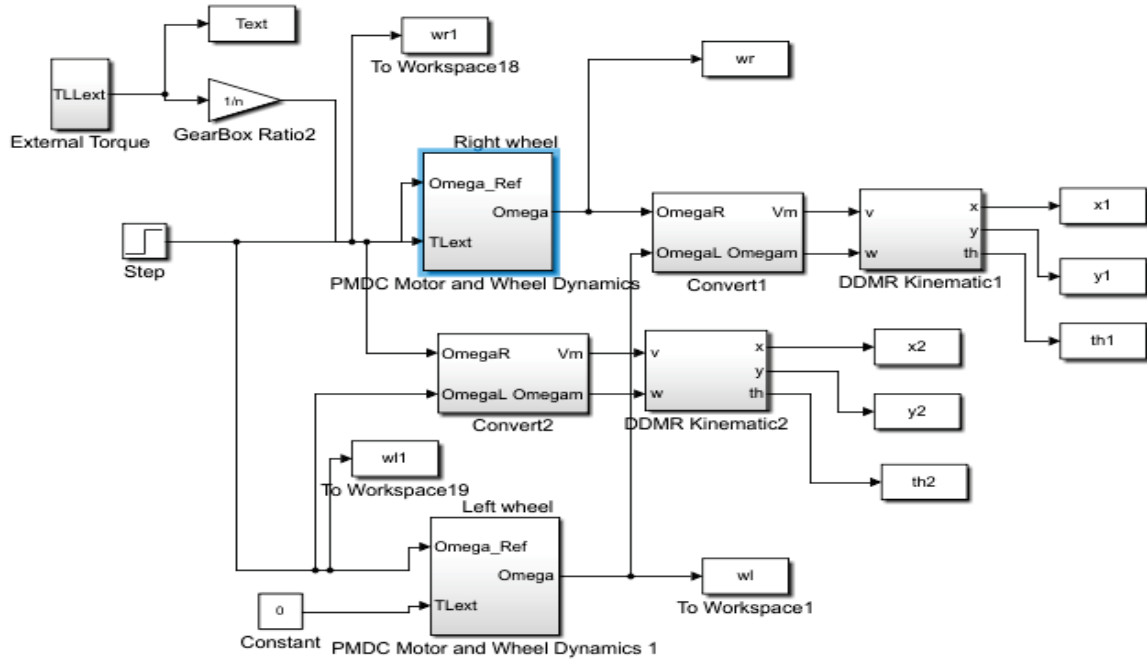 Text
wr1
To Workspace18
wr
TLLext
1/n
External Torque
GearBox Ratio2
Right wheel
Omega_Ref
Omega
TLext
PMDC Motor and Wheel Dynamics
OmegaR
Vm
OmegaL
Omegam
Convert1
v
w
x
y
th
DDMR Kinematic1
x1
y1
th1
Step
OmegaR
Vm
OmegaL
Omegam
Convert2
v
w
x
y
th
DDMR Kinematic2
x2
y2
th2
wl1
To Workspace19
Left wheel
Omega_Ref
Omega
TLext
PMDC Motor and Wheel Dynamics 1
0
Constant
wl
To Workspace1